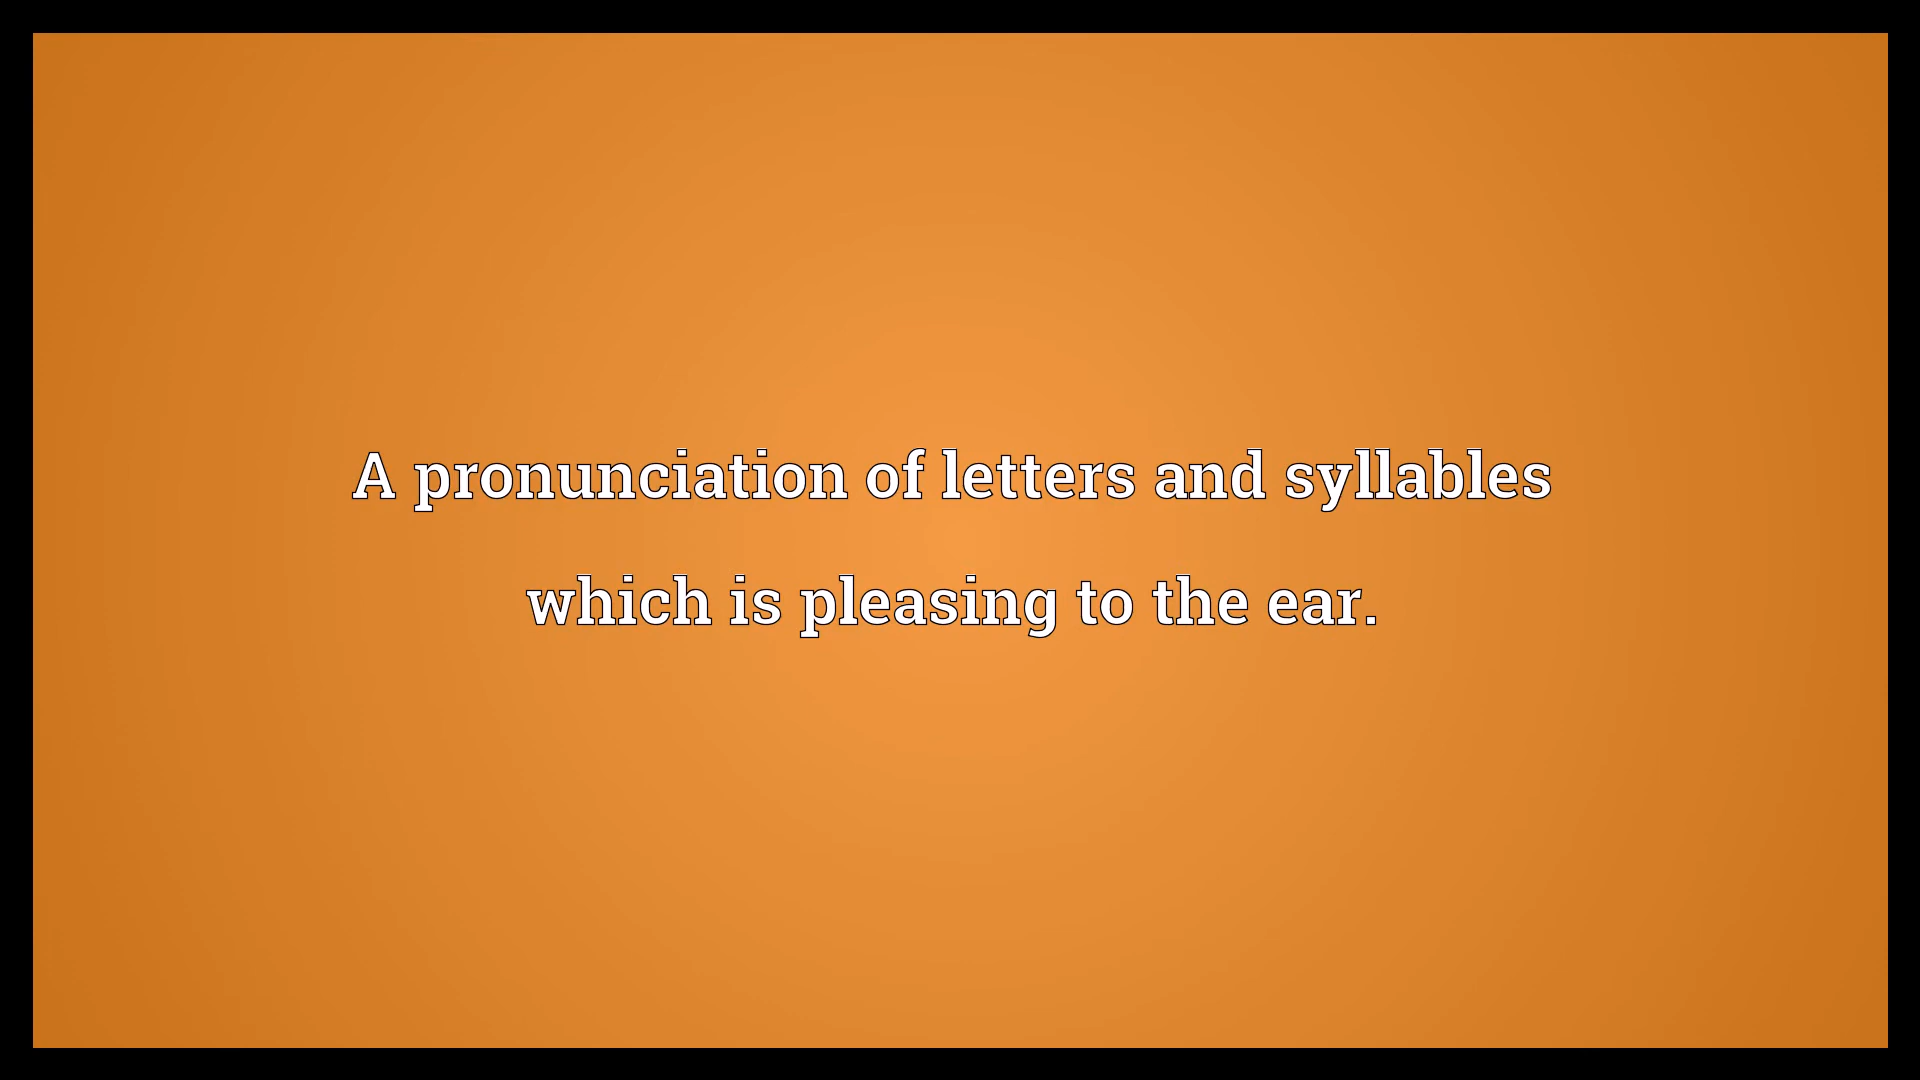 A pronunciation of letters and syllables
which is pleasing to the ear.